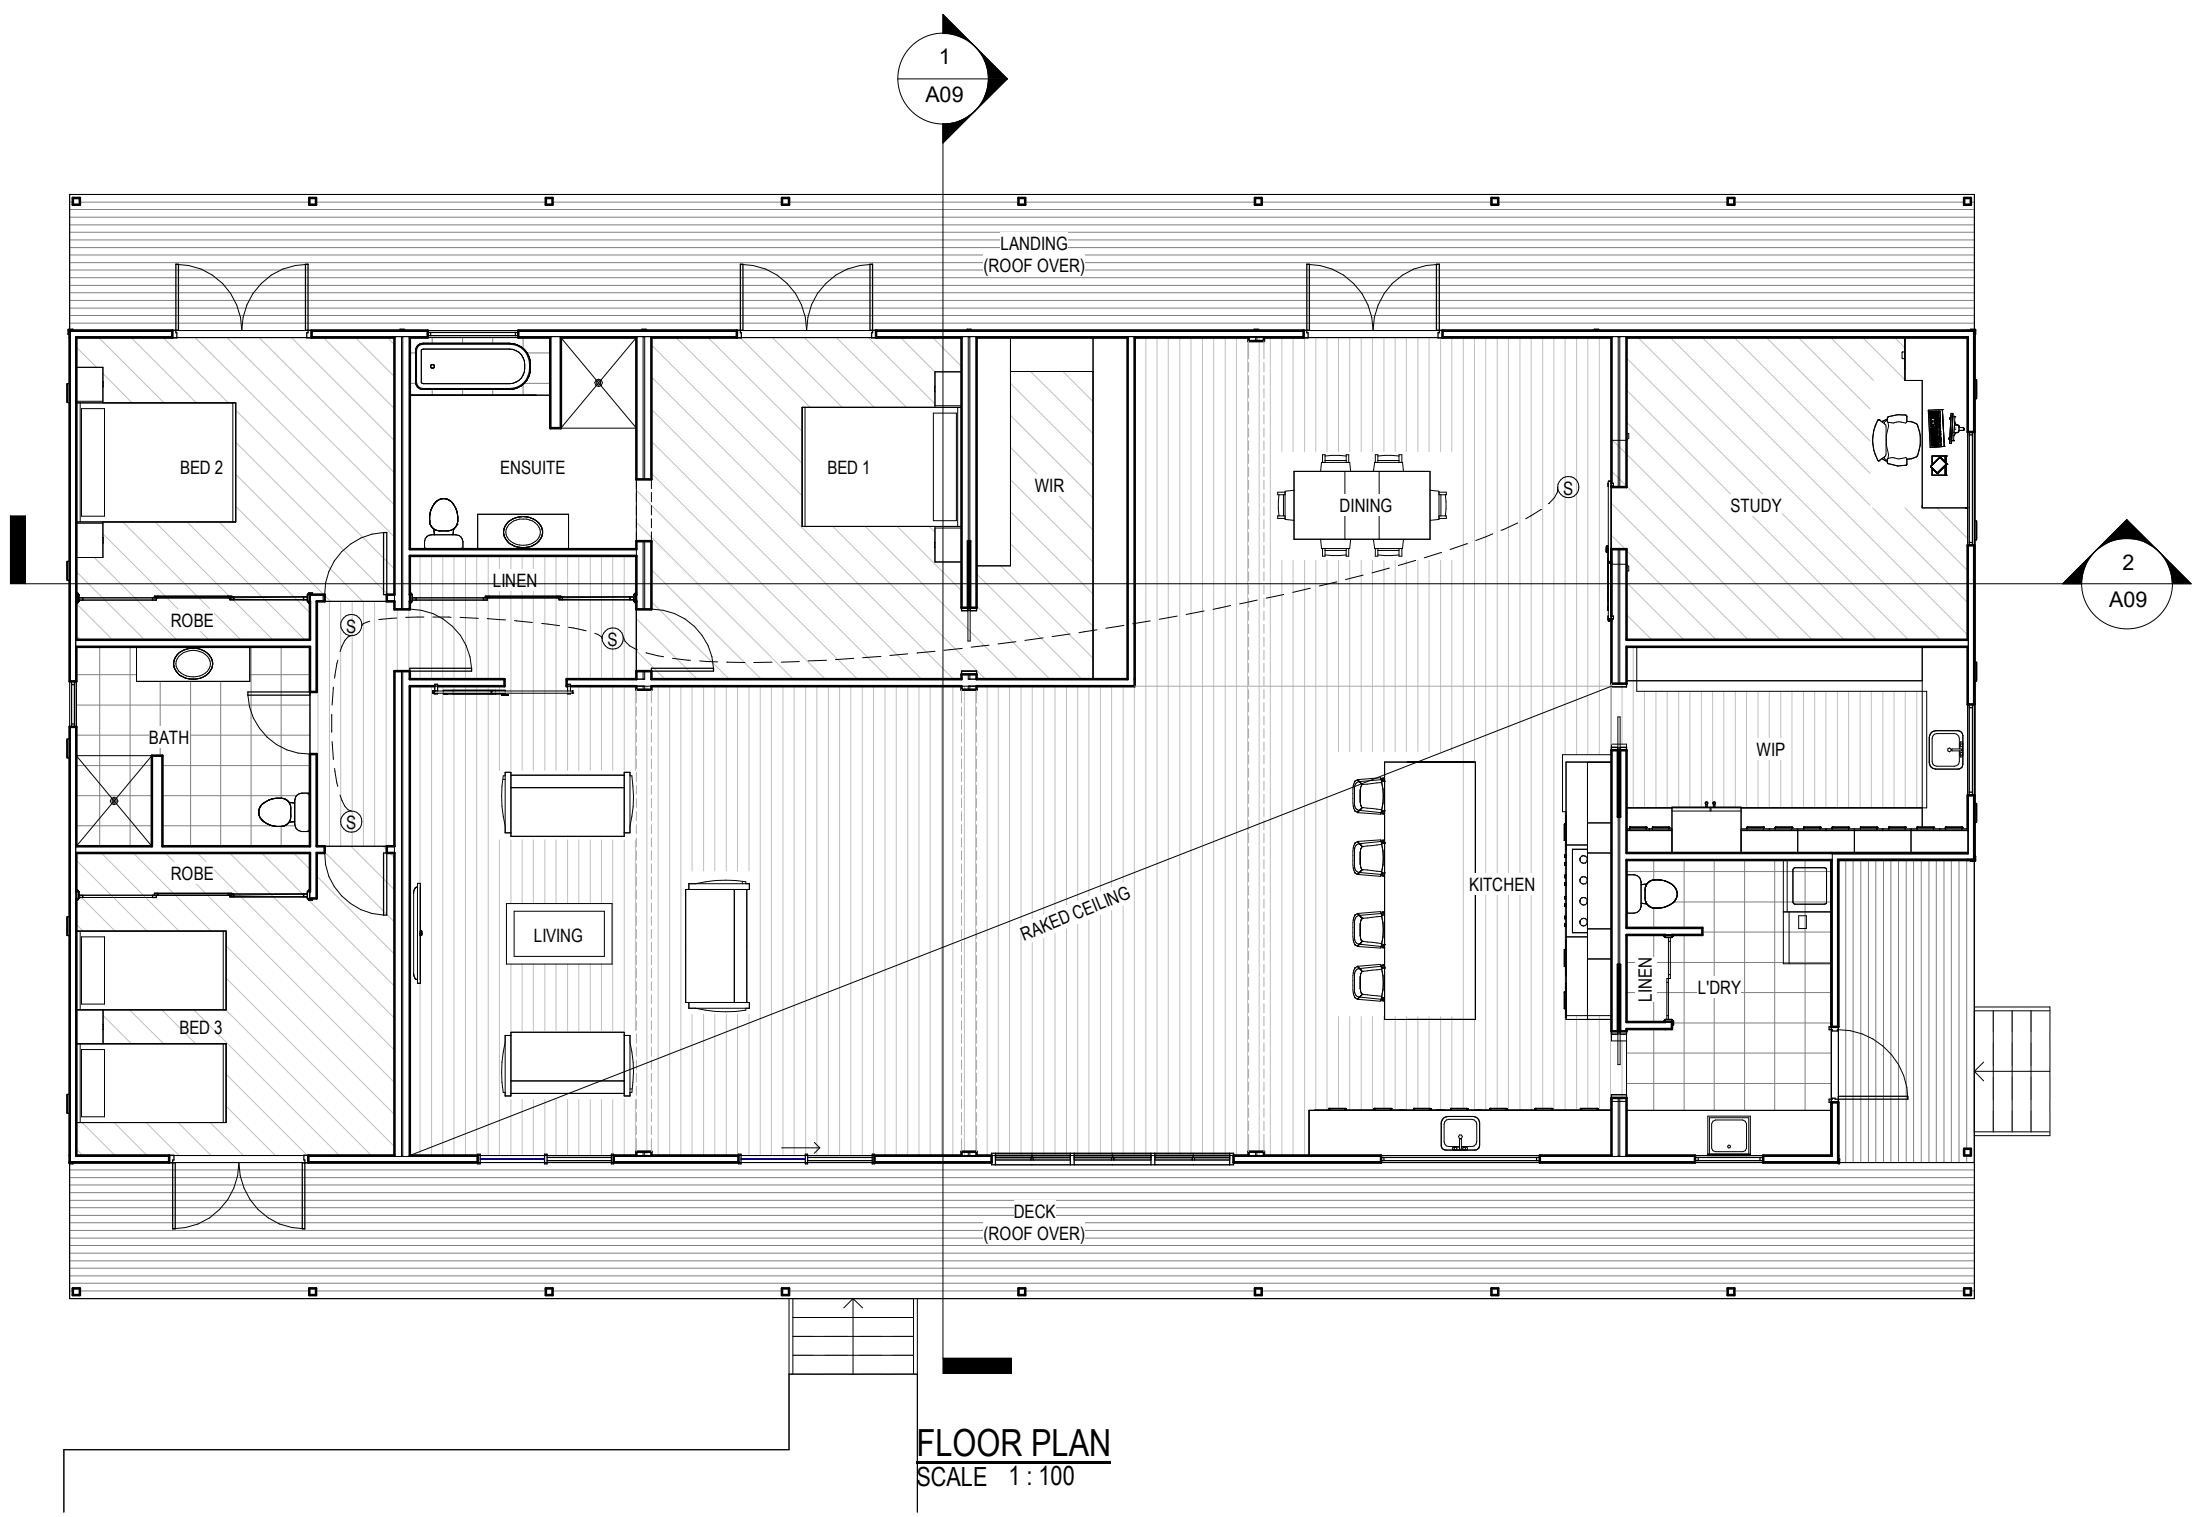 1
A09
LANDING
(ROOF OVER)
BED 2
ENSUITE
BED 1
WIR
DINING
S
STUDY
2
A09
LINEN
ROBE
S
S
BATH
WIP
S
ROBE
KITCHEN
RAKED CEILING
LIVING
LINEN
L'DRY
BED 3
DECK
(ROOF OVER)
FLOOR PLAN
SCALE 1 : 100